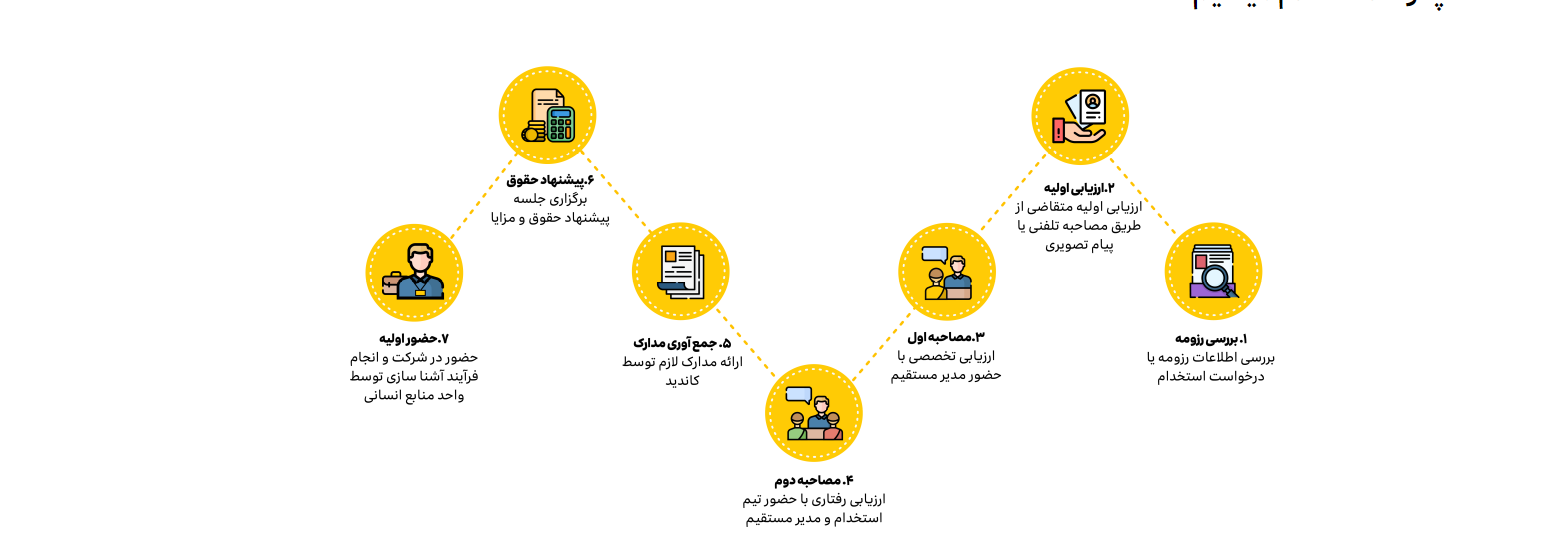 ۱. بررسی رزومه
بررسی اطلاعات رزومه یا
درخواست استخدام
۲.ارزیابی اولیه
ارزیابی اولیه متقاضی از
طریق مصاحبه تلفنی یا
پیام تصویری
۳.مصاحبه اول
ارزیابی تخصصی با
حضور مدیر مستقیم
۴. مصاحبه دوم
ارزیابی رفتاری با حضور تیم
استخدام و مدیر مستقیم
۵. جمع آوری مدارک
ارائه مدارک لازم توسط
کاندید
۶.پیشنهاد حقوق
برگزاری جلسه
پیشنهاد حقوق و مزایا
۷.حضور اولیه
حضور در شرکت و انجام
فرآیند آشنا سازی توسط
واحد منابع انسانی